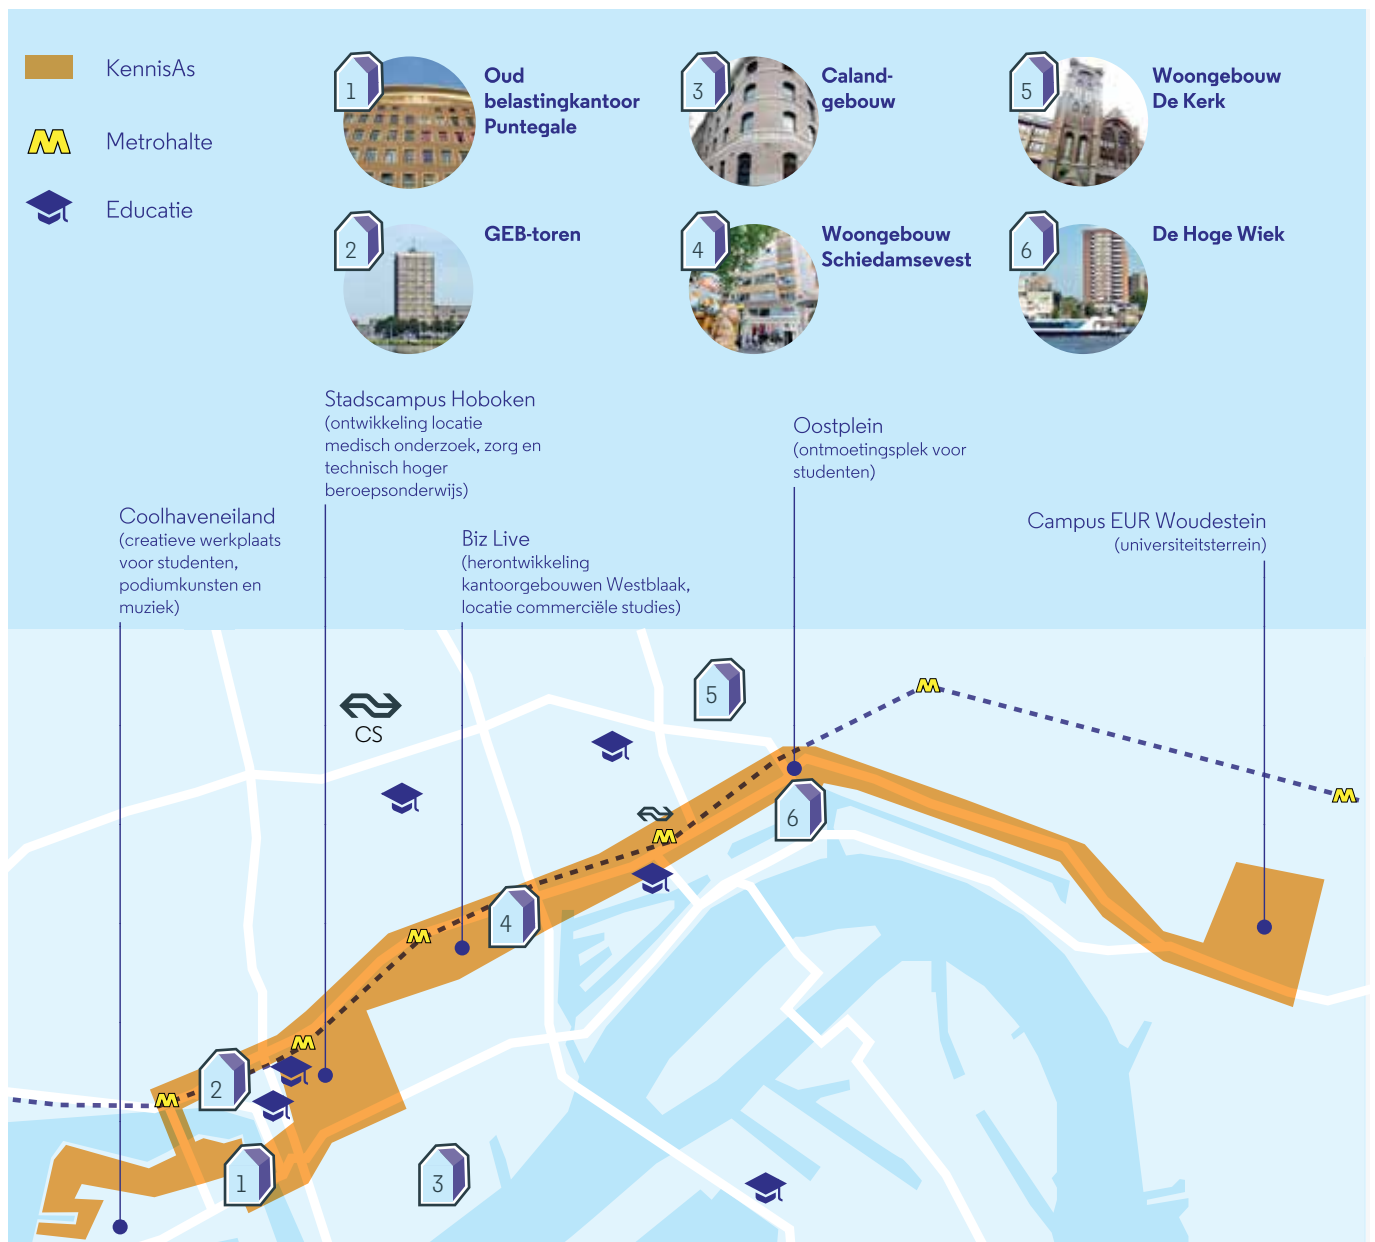 KennisAs
Metrohalte
Educatie
1
Oud
belastingkantoor
Puntegale
2
GEB-toren
3
Caland-
gebouw
4
Woongebouw
Schiedamsevest
5
Woongebouw
De Kerk
6
De Hoge Wiek
Stadscampus Hoboken
(ontwikkeling locatie
medisch onderzoek, zorg en
technisch hoger
beroepsonderwijs)
Oostplein
(ontmoetingsplek voor
studenten)
Coolhaveneiland
(creatieve werkplaats
voor studenten,
podiumkunsten en
muziek)
Biz Live
(herontwikkeling
kantoorgebouwen Westblaak,
locatie commerciële studies)
Campus EUR Woudestein
(universiteitsterrein)
5
CS
6
4
2
1
3